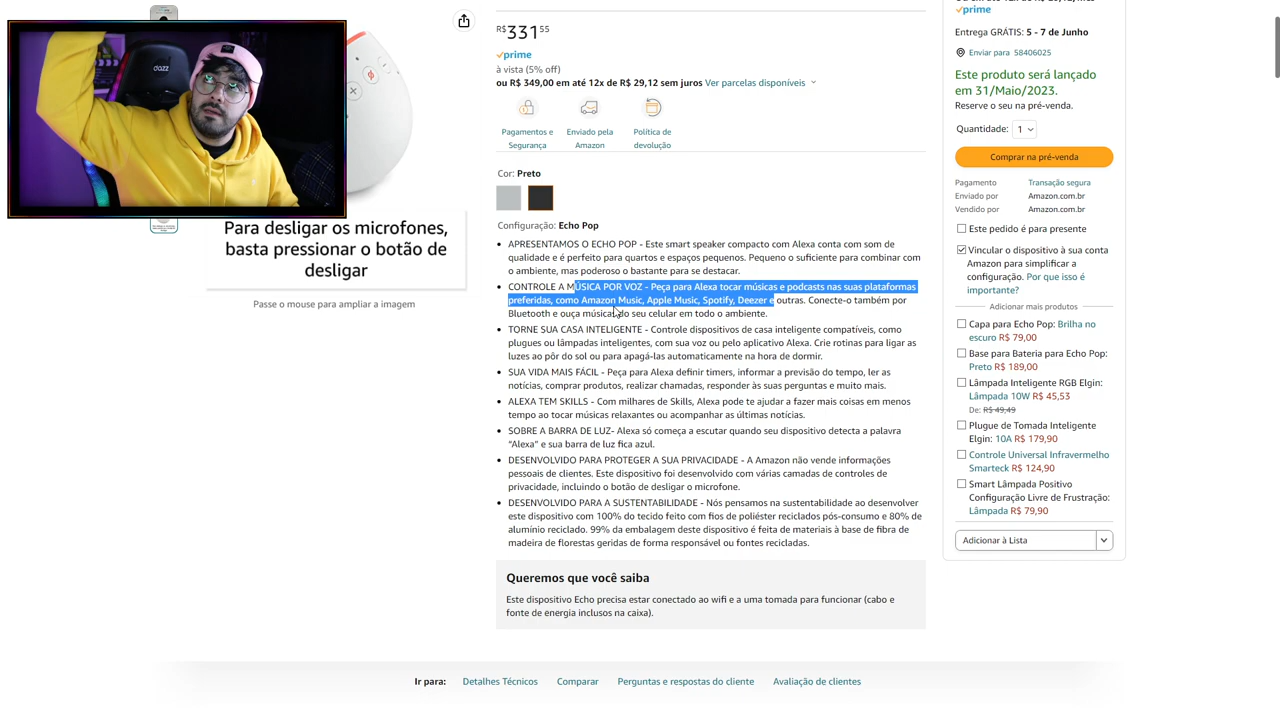 dazz
Para desligar os microfones,
basta pressionar o botão de
desligar
Passe o mouse para ampliar a imagem
R$ 331 55
prime
à vista (5% off)
ou R$ 349,00 em até 12x de R$ 29,12 sem juros Ver parcelas disponíveis
Pagamentos e
Segurança
Enviado pela
Amazon
Política de
devolução
Cor: Preto
Configuração: Echo Pop
APRESENTAMOS O ECHO POP - Este smart speaker compacto com Alexa conta com som de
qualidade e é perfeito para quartos e espaços pequenos. Pequeno o suficiente para combinar com
o ambiente, mas poderoso o bastante para se destacar.
CONTROLE A MÚSICA POR VOZ - Peça para Alexa tocar músicas e podcasts nas suas plataformas
preferidas, como Amazon Music, Apple Music, Spotify, Deezer e outras. Conecte-o também por
Bluetooth e ouça músicas do seu celular em todo o ambiente.
TORNE SUA CASA INTELIGENTE - Controle dispositivos de casa inteligente compatíveis, como
plugues ou lâmpadas inteligentes, com sua voz ou pelo aplicativo Alexa. Crie rotinas para ligar as
luzes ao pôr do sol ou para apagá-las automaticamente na hora de dormir.
SUA VIDA MAIS FÁCIL - Peça para Alexa definir timers, informar a previsão do tempo, ler as
notícias, comprar produtos, realizar chamadas, responder às suas perguntas e muito mais.
ALEXA TEM SKILLS - Com milhares de Skills, Alexa pode te ajudar a fazer mais coisas em menos
tempo ao tocar músicas relaxantes ou acompanhar as últimas notícias.
SOBRE A BARRA DE LUZ- Alexa só começa a escutar quando seu dispositivo detecta a palavra
"Alexa" e sua barra de luz fica azul.
DESENVOLVIDO PARA PROTEGER A SUA PRIVACIDADE - A Amazon não vende informações
pessoais de clientes. Este dispositivo foi desenvolvido com várias camadas de controles de
privacidade, incluindo o botão de desligar o microfone.
DESENVOLVIDO PARA A SUSTENTABILIDADE - Nós pensamos na sustentabilidade ao desenvolver
este dispositivo com 100% do tecido feito com fios de poliéster reciclados pós-consumo e 80% de
alumínio reciclado. 99% da embalagem deste dispositivo é feita de materiais à base de fibra de
madeira de florestas geridas de forma responsável ou fontes recicladas.
Queremos que você saiba
Este dispositivo Echo precisa estar conectado ao wifi e a uma tomada para funcionar (cabo e
fonte de energia inclusos na caixa).
prime
Entrega GRÁTIS: 5 - 7 de Junho
Enviar para 58406025
Este produto será lançado
em 31/Maio/2023.
Reserve o seu na pré-venda.
Quantidade: 1
Comprar na pré-venda
Pagamento Transação segura
Enviado por Amazon.com.br
Vendido por Amazon.com.br
Este pedido é para presente
Vincular o dispositivo à sua conta
Amazon para simplificar a
configuração. Por que isso é
importante?
Adicionar mais produtos
Capa para Echo Pop: Brilha no
escuro R$ 79,00
Base para Bateria para Echo Pop:
Preto R$ 189,00
Lâmpada Inteligente RGB Elgin:
Lâmpada 10W R$ 45,53
De: R$ 49,49
Plugue de Tomada Inteligente
Elgin: 10A R$ 179,90
Controle Universal Infravermelho
Smarteck R$ 124,90
Smart Lâmpada Positivo
Configuração Livre de Frustração:
Lâmpada R$ 79,90
Adicionar à Lista
Ir para: Detalhes Técnicos Comparar Perguntas e respostas do cliente Avaliação de clientes